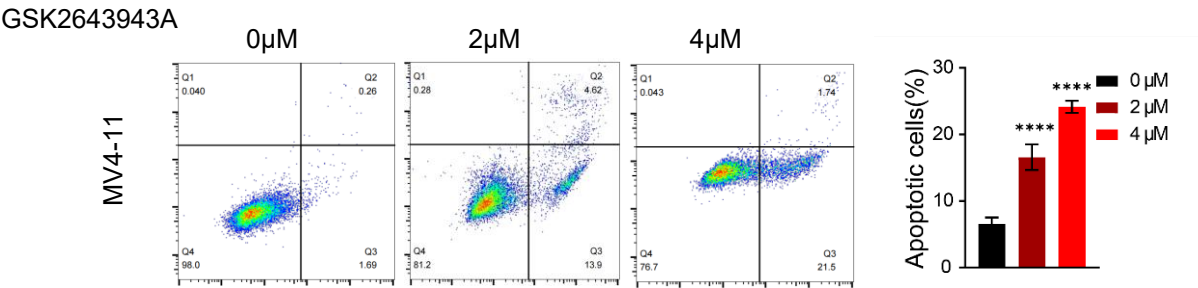 GSK2643943A
0µM
2µM
4µM
MV4-11
Q1
0.040
Q2
0.26
Q4
98.0
Q3
1.69
Q1
0.28
Q2
4.62
Q4
81.2
Q3
13.9
Q1
0.043
Q2
1.74
Q4
76.7
Q3
21.5
Apoptotic cells(%)
30
20
10
0
****
****
0 µM
2 µM
4 µM